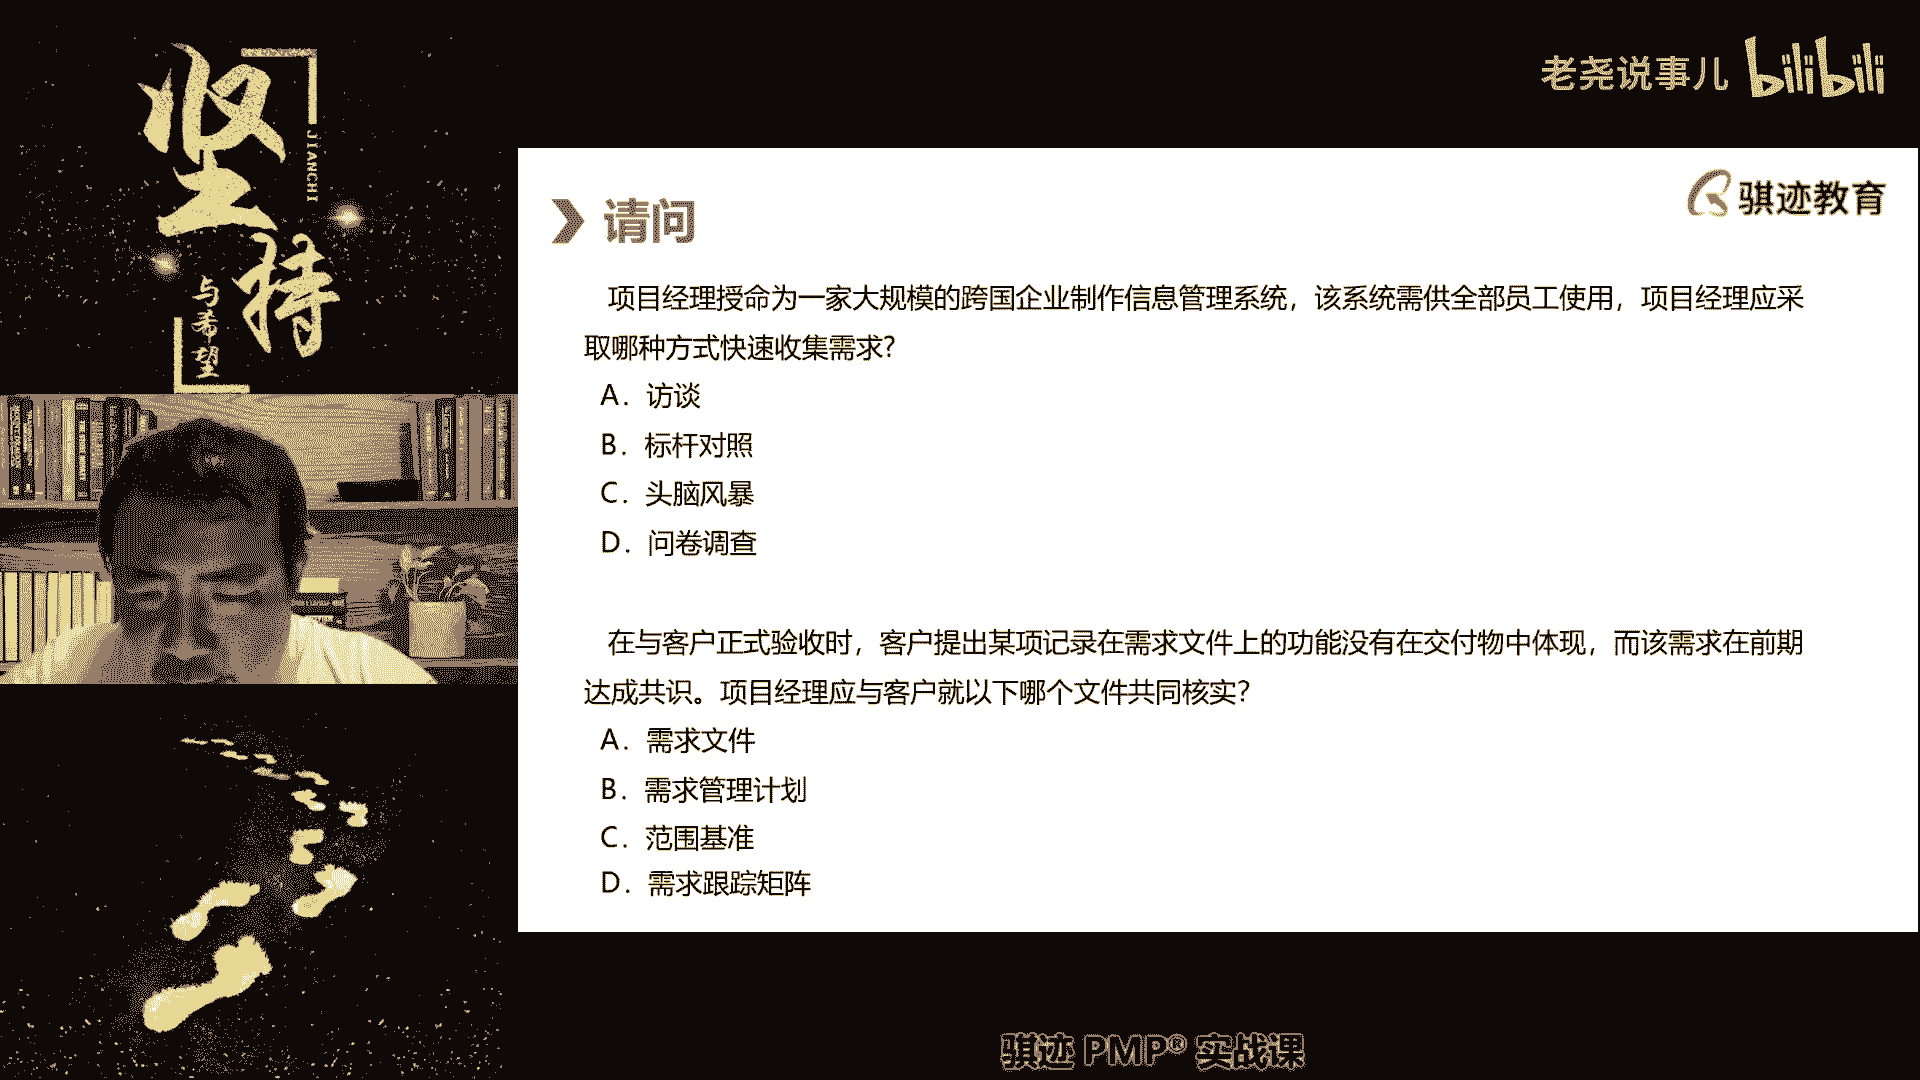 坚持
JIANCHI
与希望
老尧说事儿 bilibili
骐迹教育
请问
项目经理授命为一家大规模的跨国企业制作信息管理系统，该系统需供全部员工使用，项目经理应采
取哪种方式快速收集需求?
A．访谈
B．标杆对照
C．头脑风暴
D．问卷调查
在与客户正式验收时，客户提出某项记录在需求文件上的功能没有在交付物中体现，而该需求在前期
达成共识。项目经理应与客户就以下哪个文件共同核实?
A．需求文件
B．需求管理计划
C．范围基准
D．需求跟踪矩阵
骐迹 PMP® 实战课